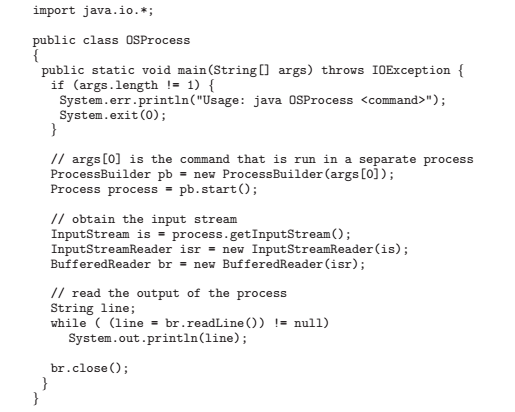 import java.io.*;
public class OSProcess
{
public static void main(String[] args) throws IOException {
if (args.length != 1) {
System.err.println("Usage: java OSProcess <command>");
System.exit(0);
}
// args[0] is the command that is run in a separate process
ProcessBuilder pb = new ProcessBuilder(args[0]);
Process process = pb.start();
// obtain the input stream
InputStream is = process.getInputStream();
InputStreamReader isr = new InputStreamReader(is);
BufferedReader br = new BufferedReader(isr);
// read the output of the process
String line;
while ( (line = br.readLine()) != null)
System.out.println(line);
br.close();
}
}